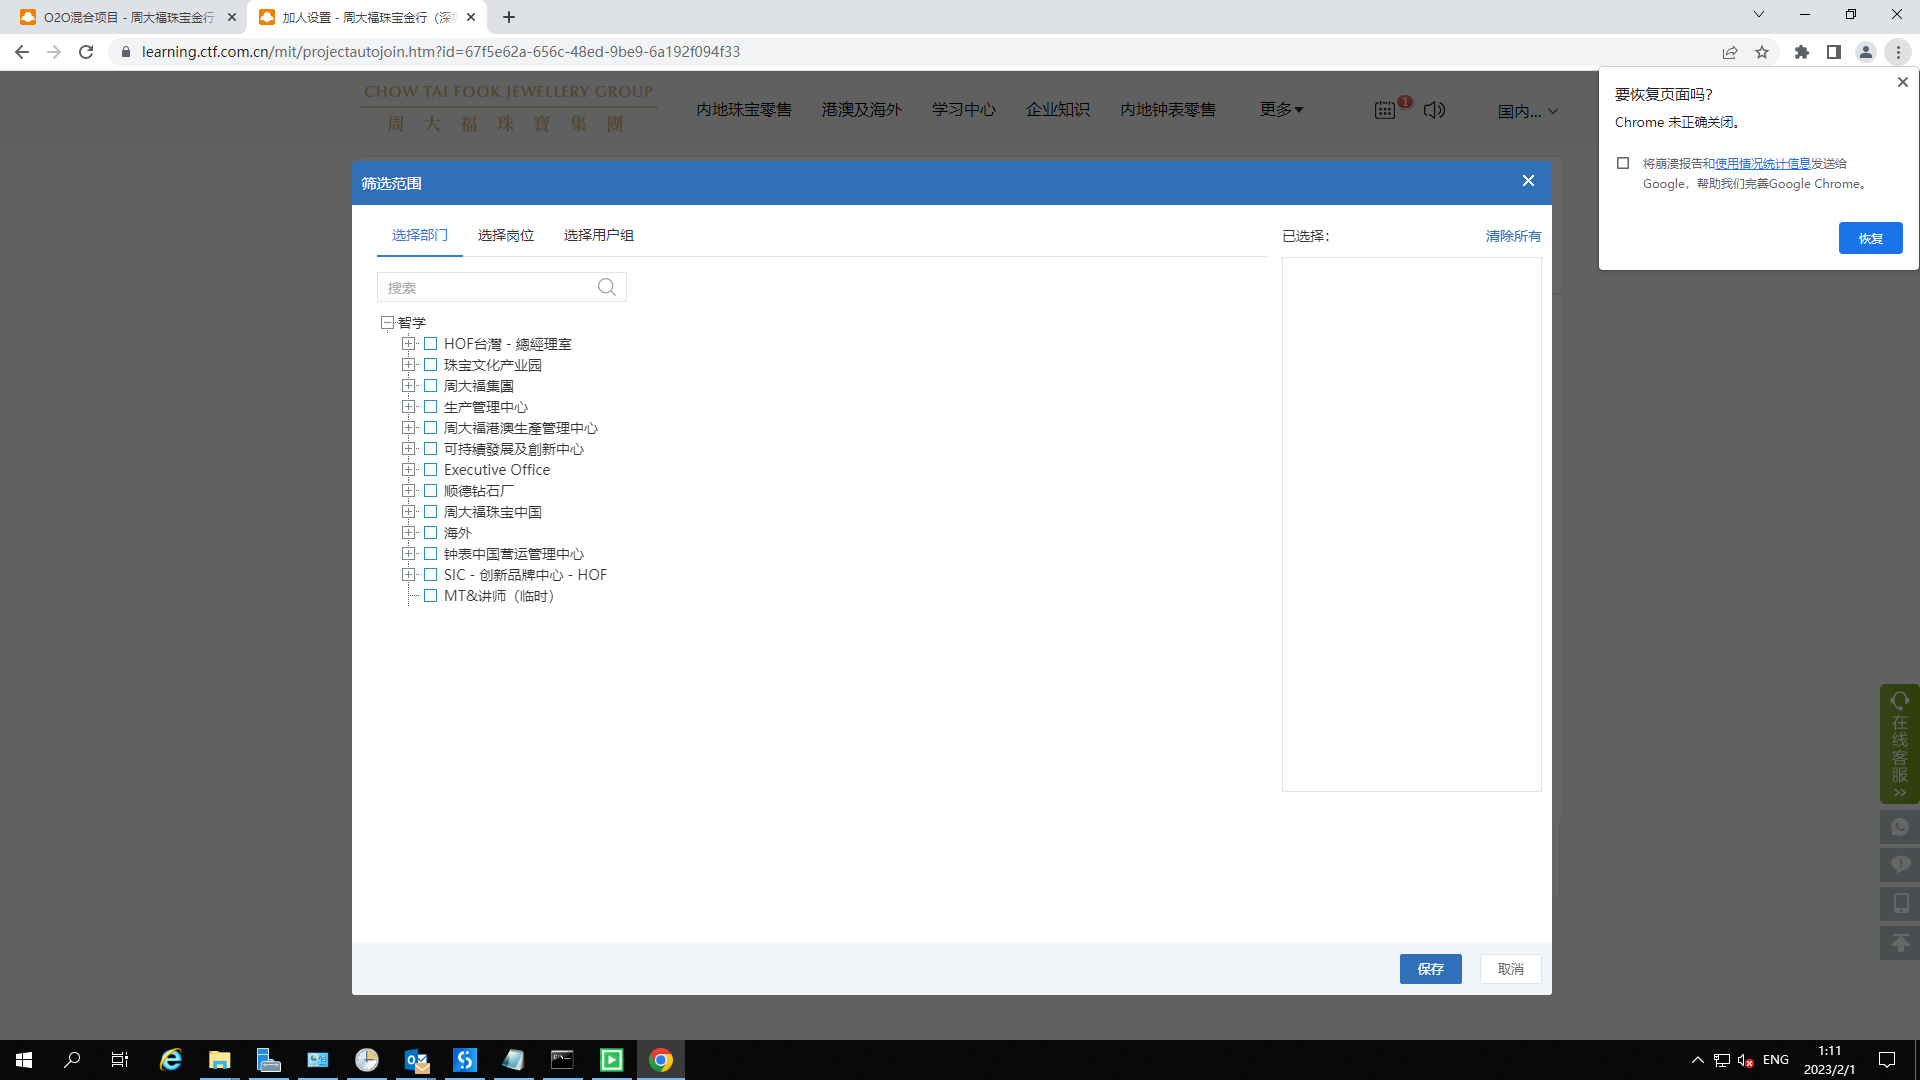 O2O混合项目 - 周大福珠宝金行
加人设置 - 周大福珠宝金行（深圳
learning.ctf.com.cn/mit/projectautojoin.htm?id=67f5e62a-656c-48ed-9be9-6a192f094f33
CHOW TAI FOOK JEWELLERY GROUP
周大福珠寶集團
内地珠宝零售 港澳及海外 学习中心 企业知识 内地钟表零售 更多
1
国内...
要恢复页面吗?
Chrome 未正确关闭。
将崩溃报告和使用情况统计信息发送给
Google，帮助我们完善Google Chrome。
恢复
筛选范围
选择部门 选择岗位 选择用户组
已选择：
清除所有
搜索
智学
HOF台灣 - 總經理室
珠宝文化产业园
周大福集團
生产管理中心
周大福港澳生產管理中心
可持續發展及創新中心
Executive Office
顺德钻石厂
周大福珠宝中国
海外
钟表中国营运管理中心
SIC - 创新品牌中心 - HOF
MT&讲师（临时）
在线客服
保存
取消
ENG
1:11
2023/2/1